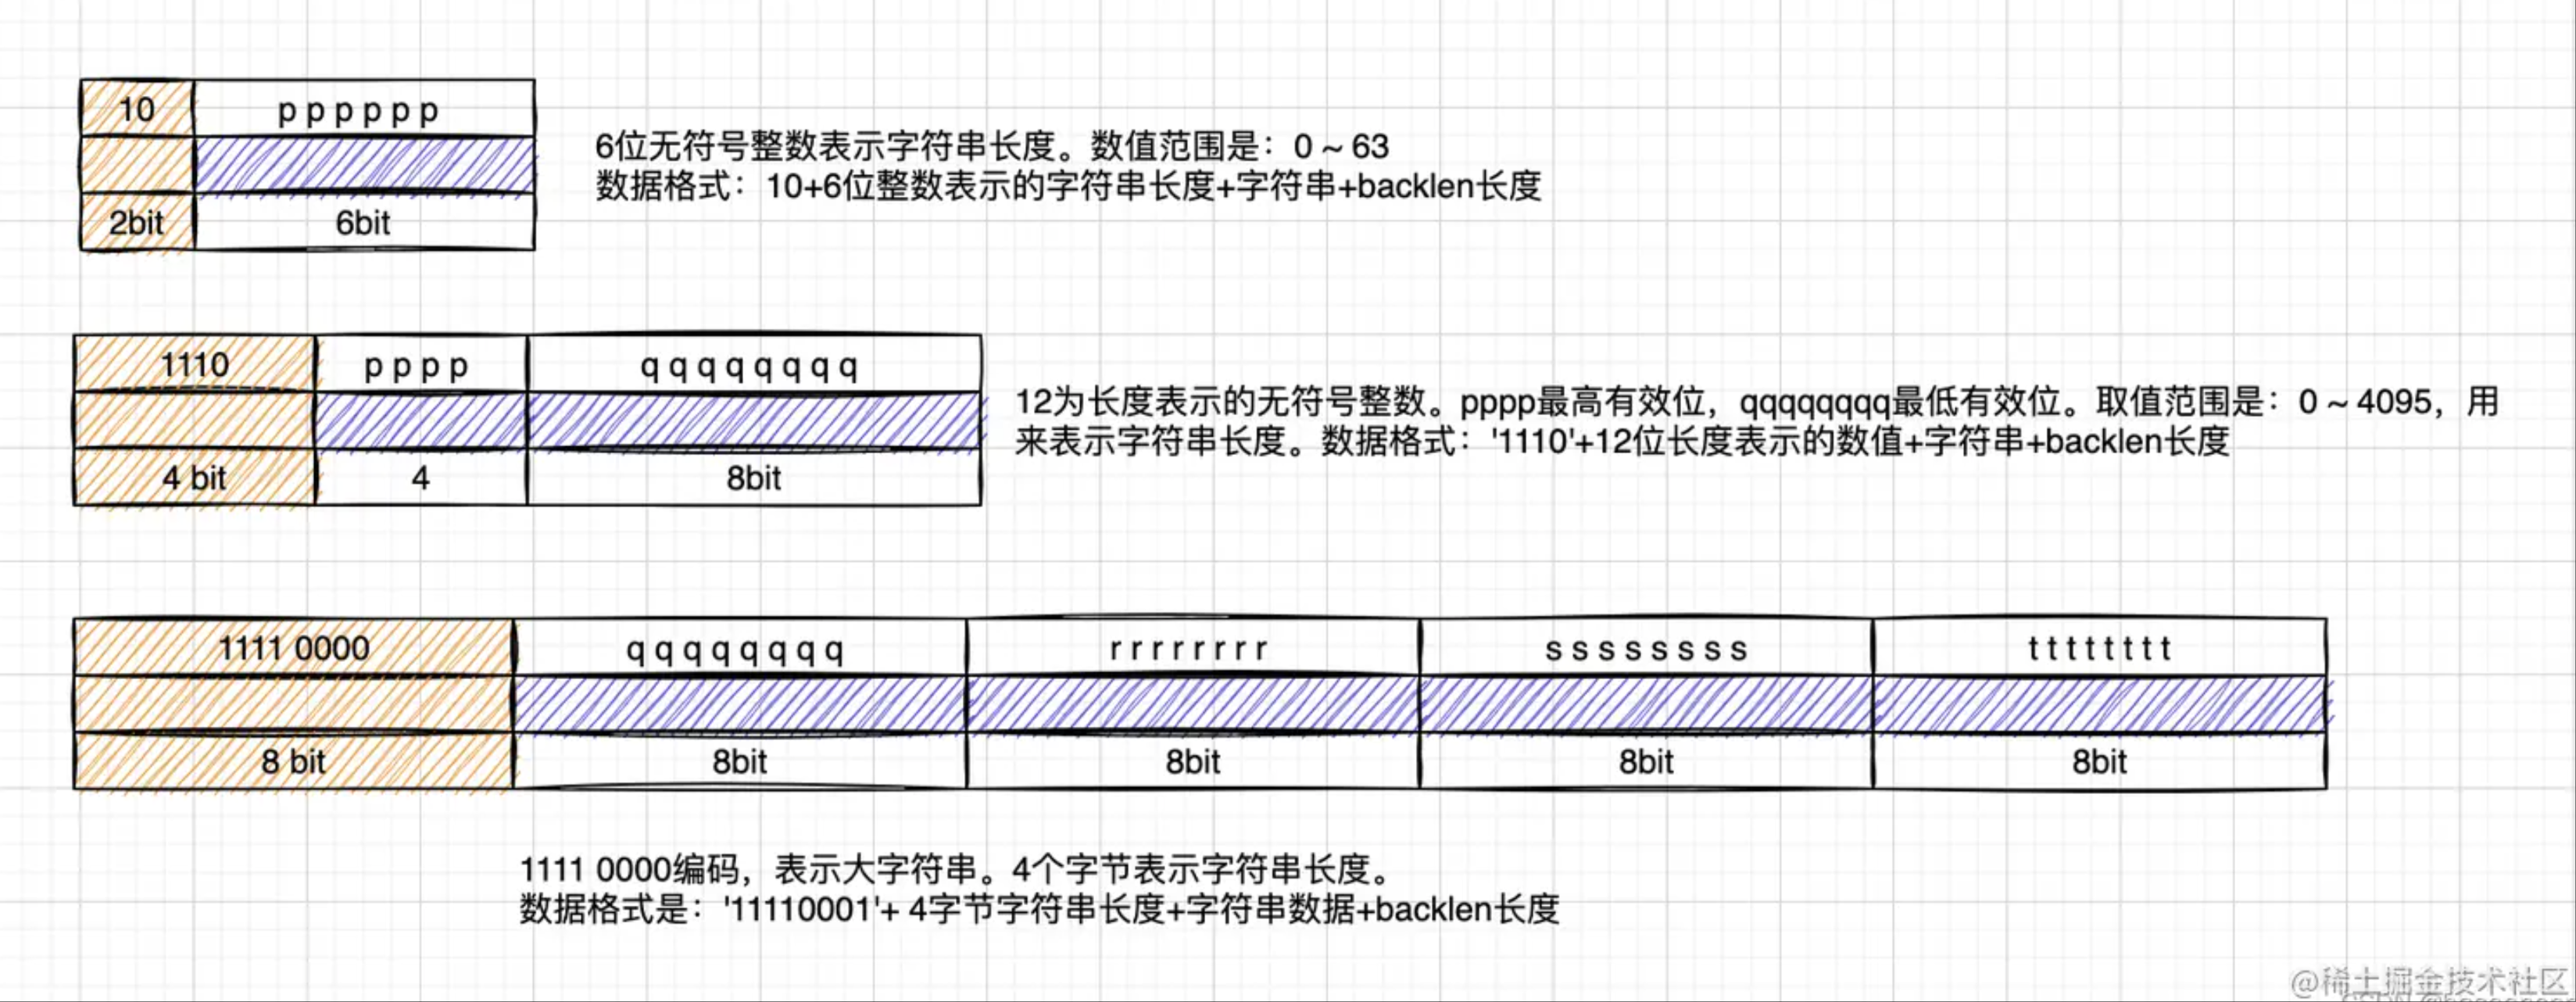 10 p p p p p p
6位无符号整数表示字符串长度。数值范围是：0 ~ 63
数据格式：10+6位整数表示的字符串长度+字符串+backlen长度
2bit 6bit
1110 p p p p q q q q q q q q
12为长度表示的无符号整数。pppp最高有效位，qqqqqqqq最低有效位。取值范围是：0 ~ 4095，用
来表示字符串长度。数据格式：'1110'+12位长度表示的数值+字符串+backlen长度
4 bit 4 8bit
1111 0000 q q q q q q q q r r r r r r r r s s s s s s s s t t t t t t t t
8 bit 8bit 8bit 8bit 8bit
1111 0000编码，表示大字符串。4个字节表示字符串长度。
数据格式是：'11110001'+ 4字节字符串长度+字符串数据+backlen长度
@稀土掘金技术社区